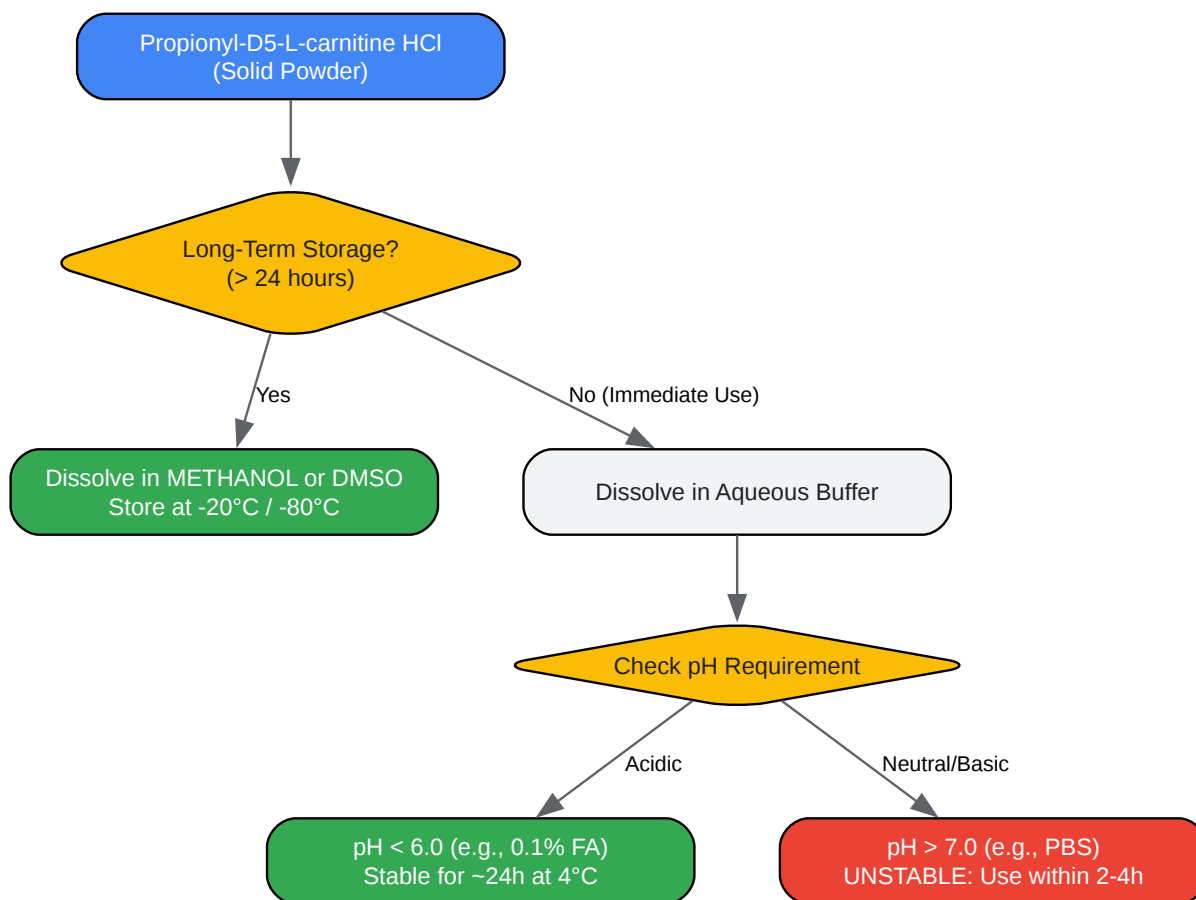 Propionyl-D5-L-carnitine HCl
(Solid Powder)
Long-Term Storage?
(> 24 hours)
Yes
No (Immediate Use)
Dissolve in METHANOL or DMSO
Store at -20°C / -80°C
Dissolve in Aqueous Buffer
Check pH Requirement
Acidic
Neutral/Basic
pH < 6.0 (e.g., 0.1% FA)
Stable for ~24h at 4°C
pH > 7.0 (e.g., PBS)
UNSTABLE: Use within 2-4h